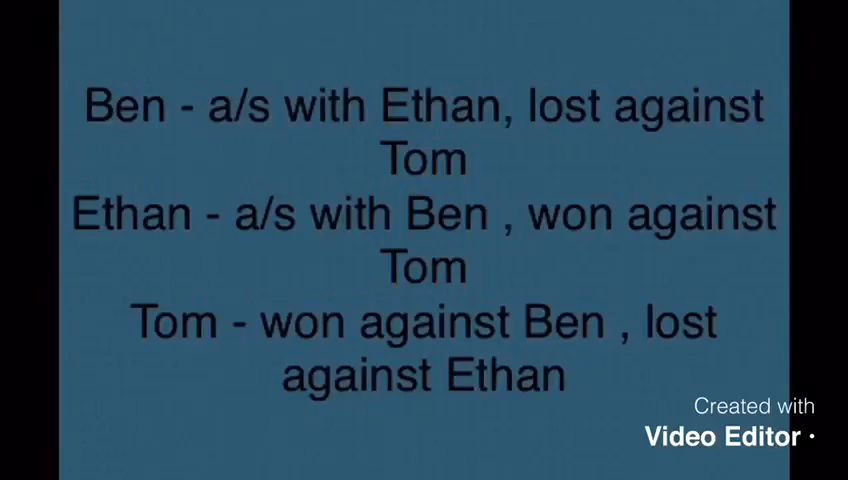 Ben - a/s with Ethan, lost against
Tom
Ethan - a/s with Ben , won against
Tom
Tom - won against Ben , lost
against Ethan
Created with
Video Editor •